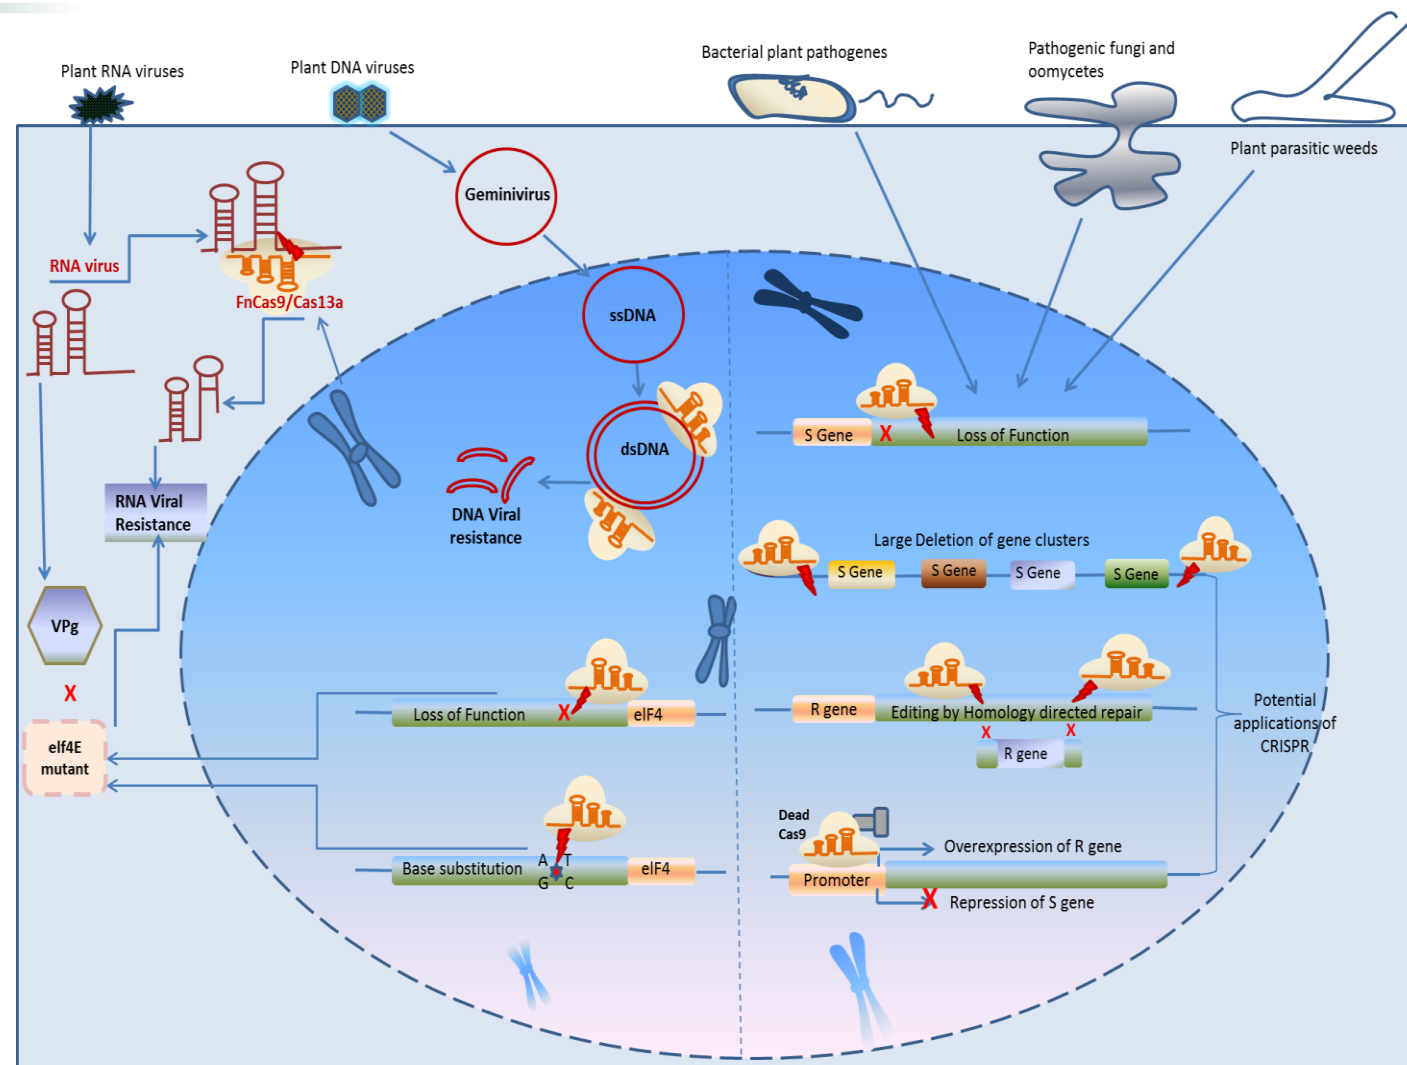 Plant RNA viruses
Plant DNA viruses
Bacterial plant pathogenes
Pathogenic fungi and
oomycetes
Plant parasitic weeds
Geminivirus
RNA virus
FnCas9/Cas13a
ssDNA
dsDNA
DNA Viral
resistance
RNA Viral
Resistance
VPg
X
elf4E
mutant
S Gene
X
Loss of Function
Large Deletion of gene clusters
S Gene
S Gene
S Gene
S Gene
Loss of Function
X
elF4
R gene
Editing by Homology directed repair
X
X
R gene
Potential
applications of
CRISPR
Base substitution
A T
G C
elF4
Dead
Cas9
Overexpression of R gene
Promoter
X
Repression of S gene